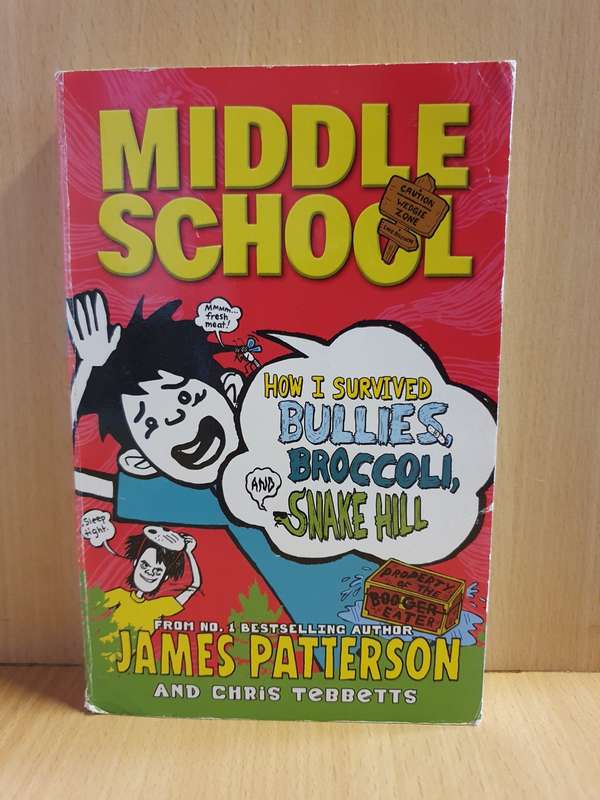 MIDDLE
SCHOOL
CAUTION
WEDGIE
ZONE
MMMM...
fresh
meat!
HOW I SURVIVED
BULLIES,
BROCCOLI,
AND
SNAKE HILL
Sleep
tight.
PROPERTY
OF THE
BOOGER
EATER
FROM NO. 1 BESTSELLING AUTHOR
JAMES PATTERSON
AND CHRIS TEBBETTS